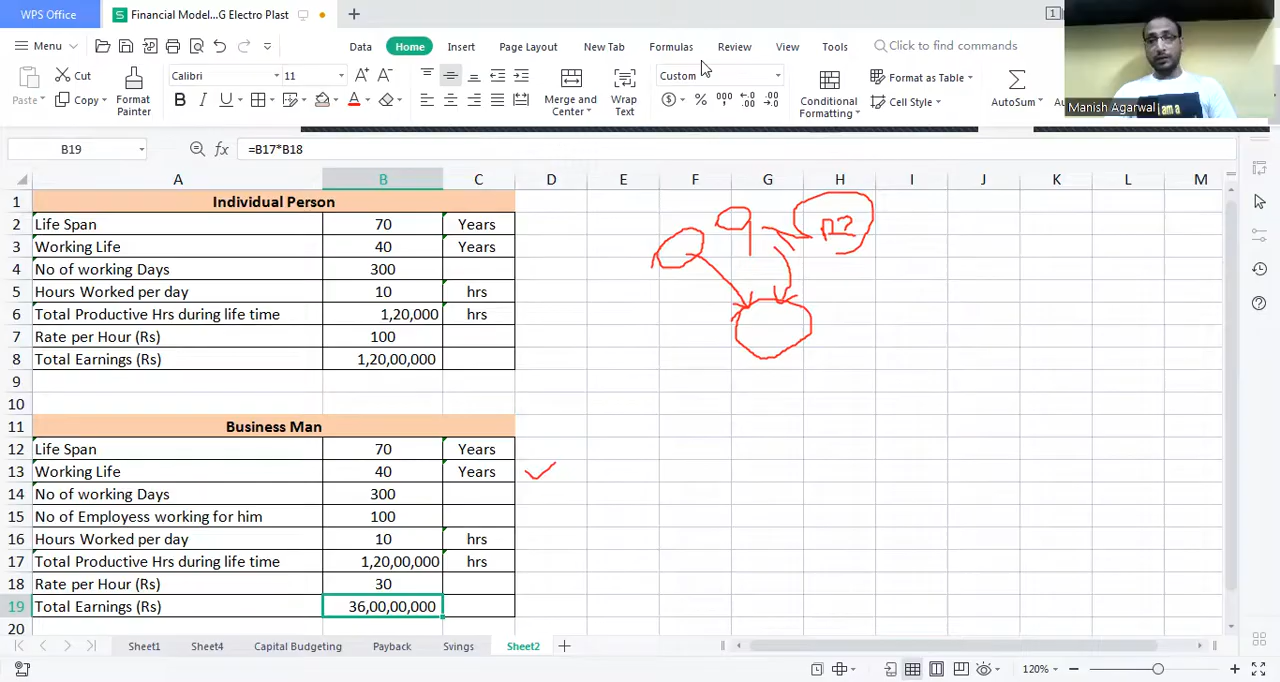 WPS Office Financial Model...G Electro Plast 1
Menu Data Home Insert Page Layout New Tab Formulas Review View Tools Click to find commands
Paste Cut Copy Format Painter Calibri 11 Merge and Center Wrap Text Custom Conditional Formatting Format as Table Cell Style AutoSum
Manish Agarwal I am a
B19 =B17*B18
A B C D E F G H I J K L M
1 Individual Person
2 Life Span 70 Years
3 Working Life 40 Years
4 No of working Days 300
5 Hours Worked per day 10 hrs
6 Total Productive Hrs during life time 1,20,000 hrs
7 Rate per Hour (Rs) 100
8 Total Earnings (Rs) 1,20,00,000
9
10
11 Business Man
12 Life Span 70 Years
13 Working Life 40 Years
14 No of working Days 300
15 No of Employess working for him 100
16 Hours Worked per day 10 hrs
17 Total Productive Hrs during life time 1,20,00,000 hrs
18 Rate per Hour (Rs) 30
19 Total Earnings (Rs) 36,00,00,000
20
Sheet1 Sheet4 Capital Budgeting Payback Svings Sheet2
120%